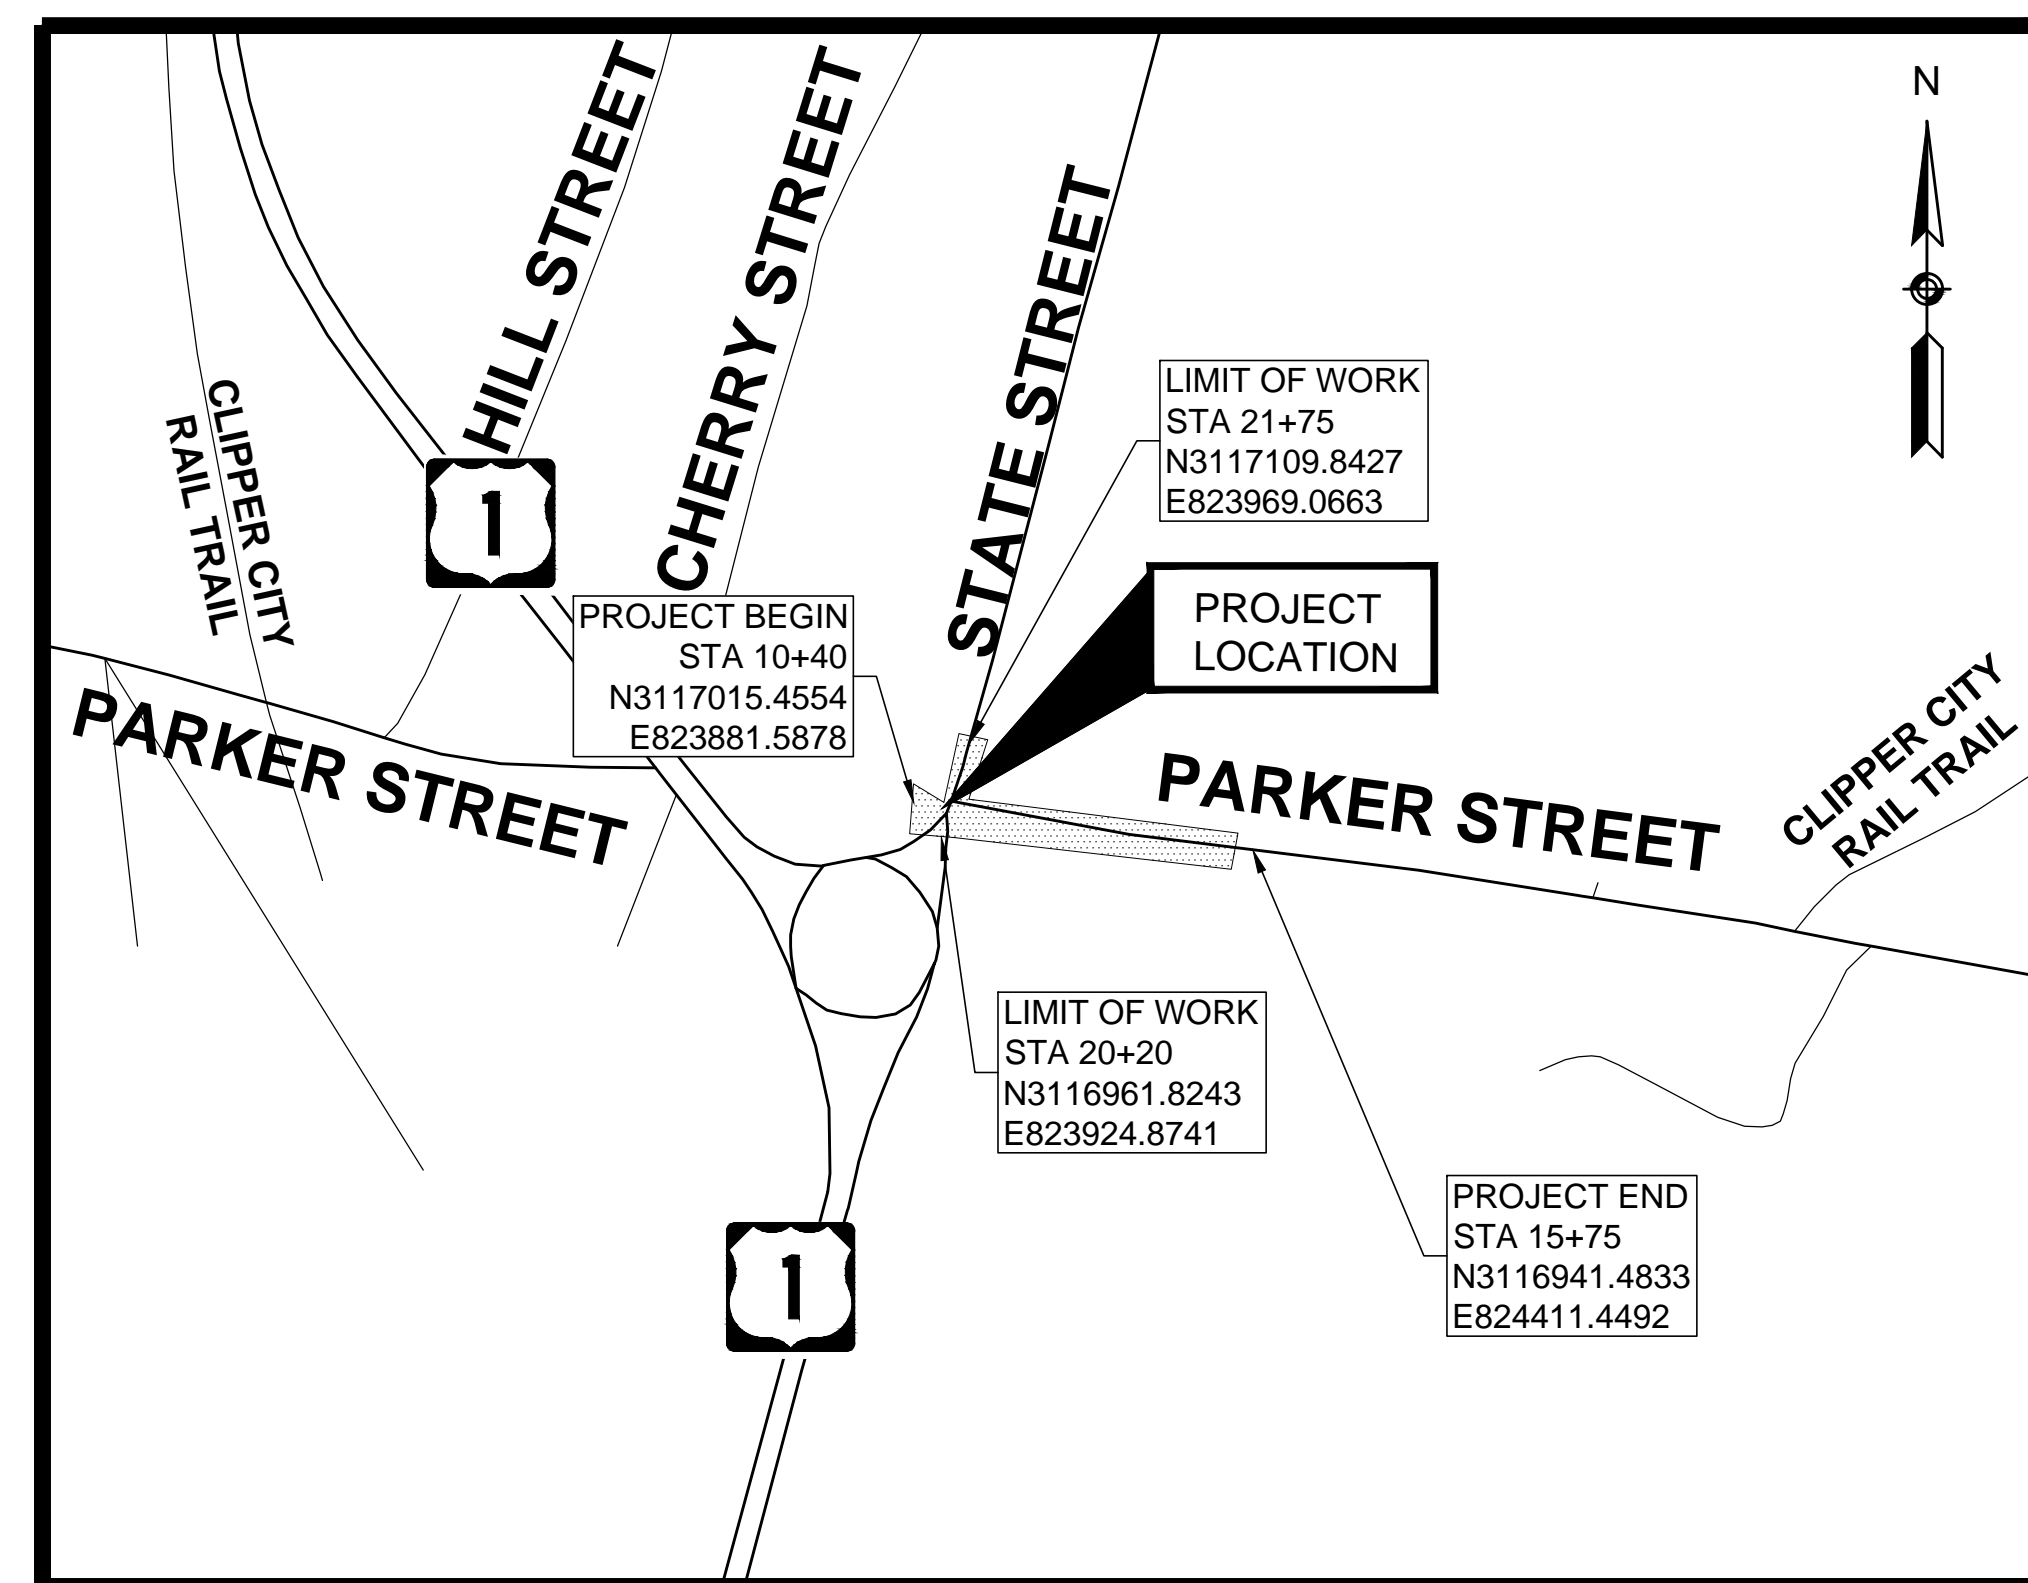 N
HILL STREET
CHERRY STREET
STATE STREET
CLIPPER CITY
RAIL TRAIL
1
LIMIT OF WORK
STA 21+75
N3117109.8427
E823969.0663
PROJECT
LOCATION
PROJECT BEGIN
STA 10+40
N3117015.4554
E823881.5878
PARKER STREET
PARKER STREET
CLIPPER CITY
RAIL TRAIL
LIMIT OF WORK
STA 20+20
N3116961.8243
E823924.8741
PROJECT END
STA 15+75
N3116941.4833
E824411.4492
1